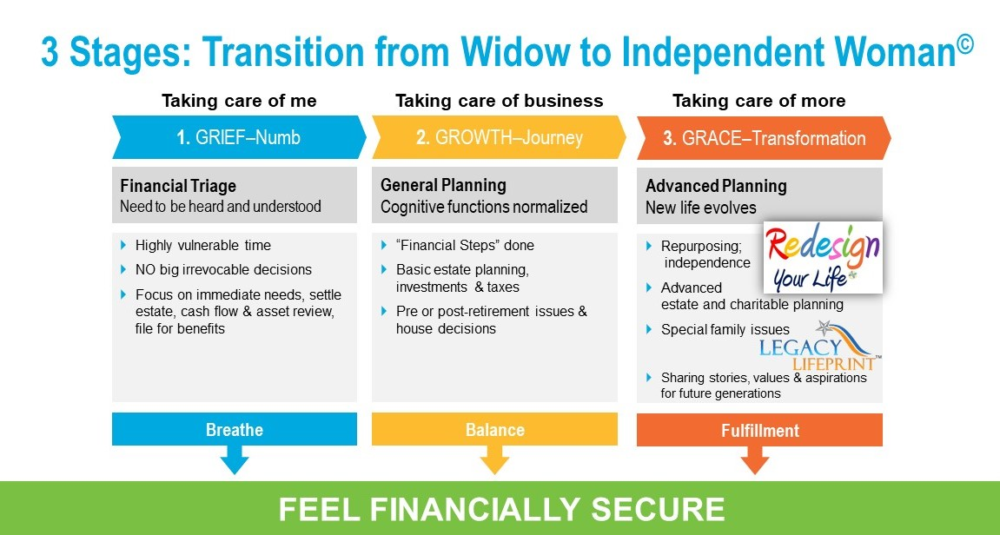 3 Stages: Transition from Widow to Independent Woman©
Taking care of me
1. GRIEF–Numb
Financial Triage
Need to be heard and understood
Highly vulnerable time
NO big irrevocable decisions
Focus on immediate needs, settle
estate, cash flow & asset review,
file for benefits
Breathe
Taking care of business
2. GROWTH–Journey
General Planning
Cognitive functions normalized
“Financial Steps” done
Basic estate planning,
investments & taxes
Pre or post-retirement issues &
house decisions
Balance
Taking care of more
3. GRACE–Transformation
Advanced Planning
New life evolves
Repurposing;
independence
Redesign
Your Life
Advanced
estate and charitable planning
Special family issues
LEGACY
LIFEPRINT™
Sharing stories, values & aspirations
for future generations
Fulfillment
FEEL FINANCIALLY SECURE